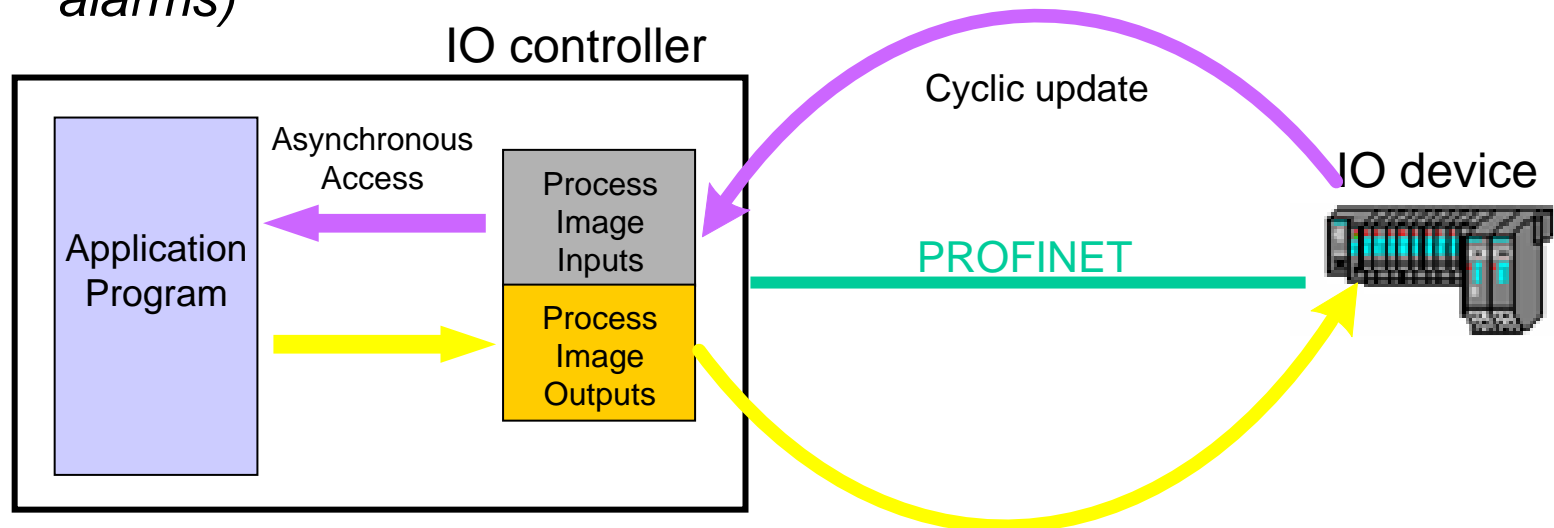 alarms)
IO controller
Cyclic update
Asynchronous
Access
Process
Image
Inputs
IO device
Application
Program
PROFINET
Process
Image
Outputs